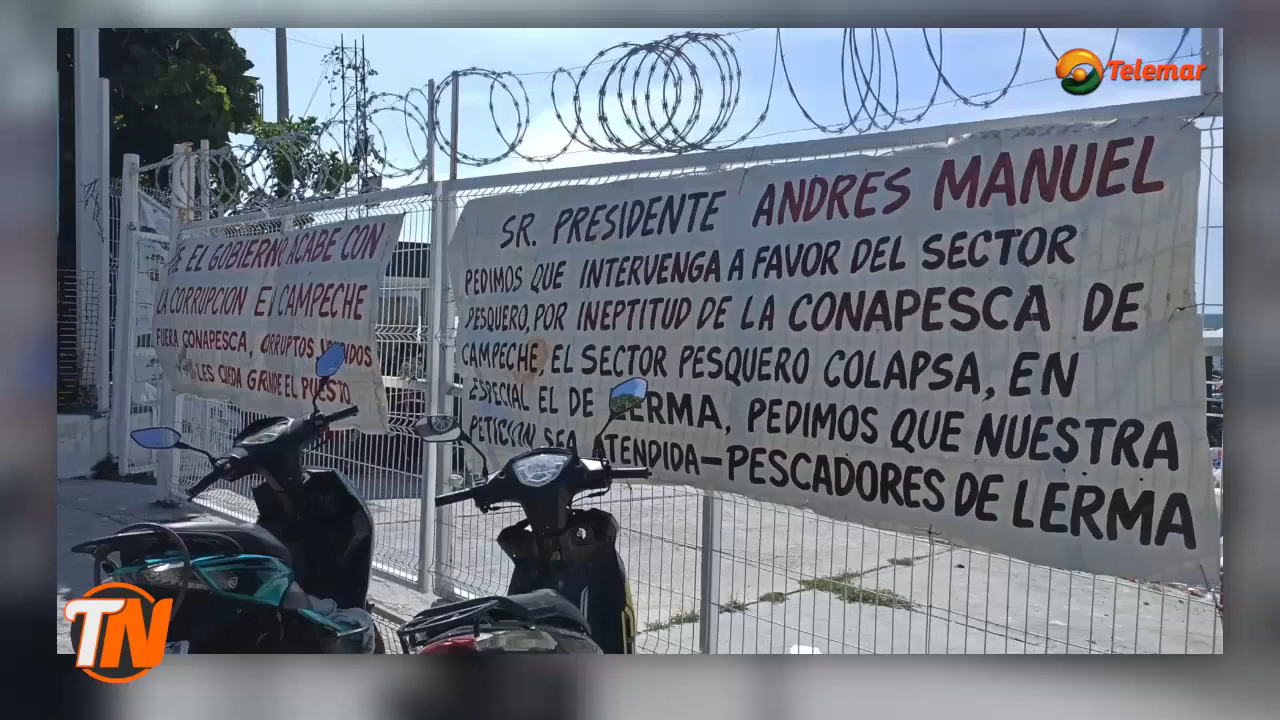 Telemar
E EL GOBIERNO ACABE CON
LA CORRUPCION EN CAMPECHE
FUERA CONAPESCA, CORRUPTOS
LES QUEDA GRANDE EL PUESTO
SR. PRESIDENTE ANDRES MANUEL
PEDIMOS QUE INTERVENGA A FAVOR DEL SECTOR
PESQUERO, POR INEPTITUD DE LA CONAPESCA DE
CAMPECHE, EL SECTOR PESQUERO COLAPSA, EN
ESPECIAL EL DE LERMA, PEDIMOS QUE NUESTRA
PETICION SEA ATENDIDA-PESCADORES DE LERMA
TN